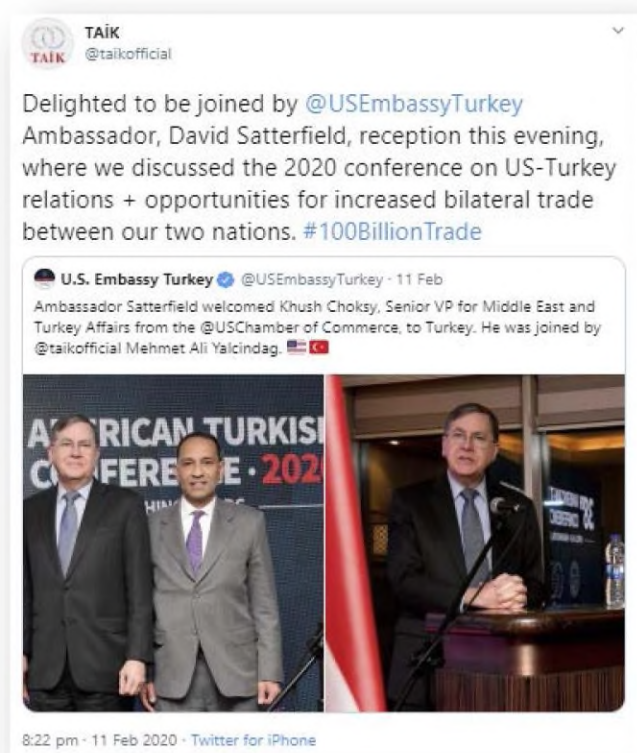 TAİK
@taikofficial
TAİK
Delighted to be joined by @USEmbassyTurkey
Ambassador, David Satterfield, reception this evening,
where we discussed the 2020 conference on US-Turkey
relations + opportunities for increased bilateral trade
between our two nations. #100BillionTrade
U.S. Embassy Turkey @USEmbassyTurkey · 11 Feb
Ambassador Satterfield welcomed Khush Choksy, Senior VP for Middle East and
Turkey Affairs from the @USChamber of Commerce, to Turkey. He was joined by
@taikofficial Mehmet Ali Yalcindag.
A RICAN TURKISH
CO FERE E · 202
8:22 pm · 11 Feb 2020 · Twitter for iPhone